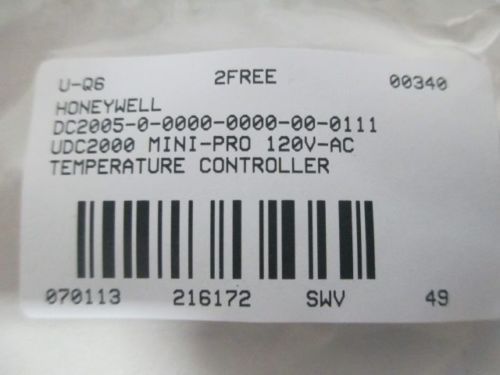 U-Q6 2FREE 00340
HONEYWELL
DC2005-0-0000-0000-00-0111
UDC2000 MINI-PRO 120V-AC
TEMPERATURE CONTROLLER
070113 216172 SWV 49